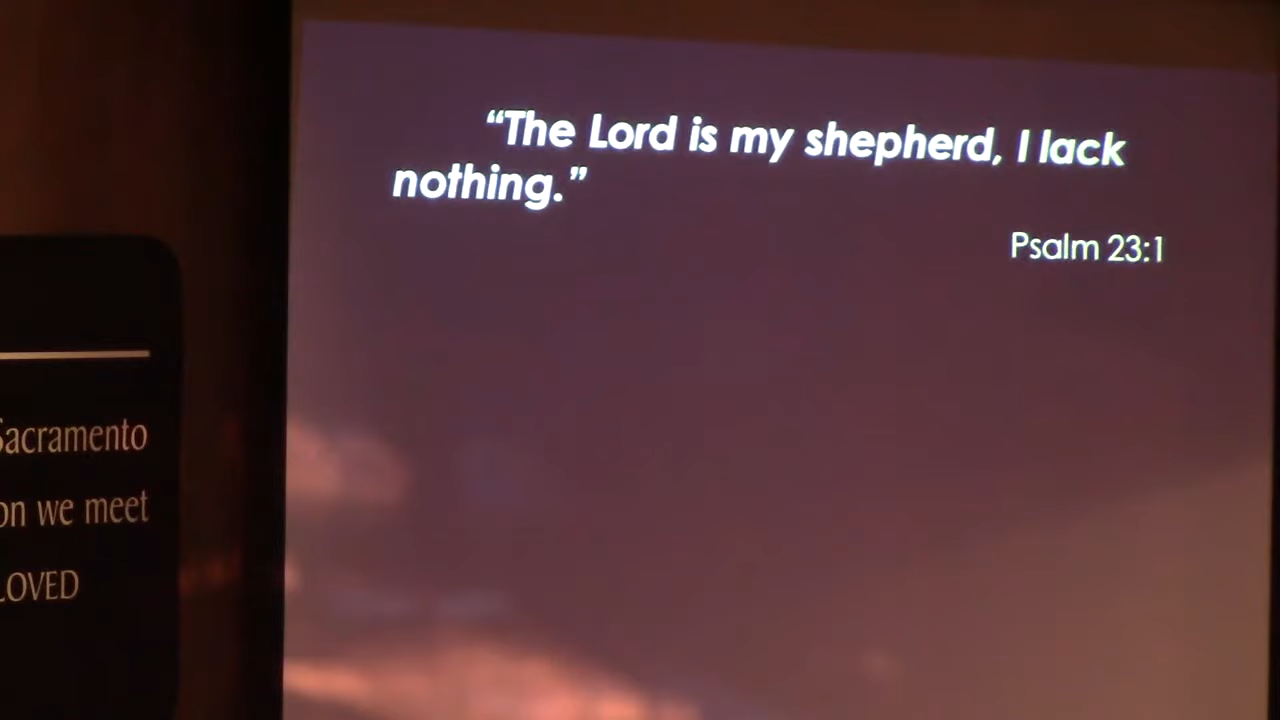 “The Lord is my shepherd, I lack
nothing.”
Psalm 23:1
Sacramento
on we meet
LOVED